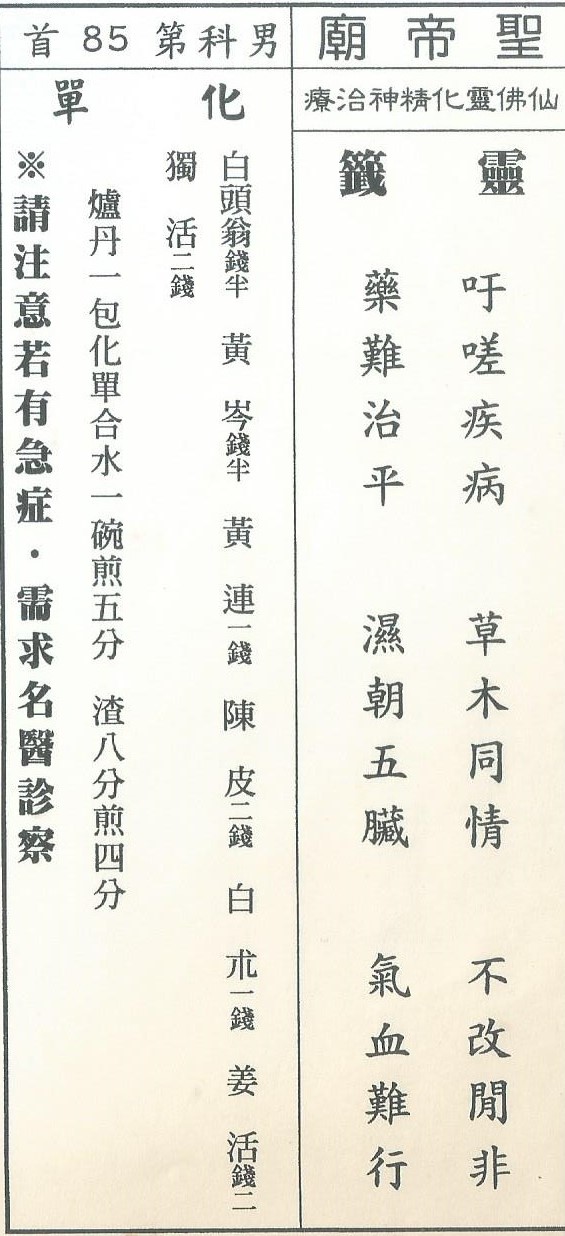 聖帝廟
仙佛靈化精神治療
靈籤
吁嗟疾病　草木同情　不改閒非
藥難治平　濕朝五臟　氣血難行
男科第85首
化單
白頭翁錢半　黃岑錢半　黃連一錢　陳皮二錢　白朮一錢　姜活錢二
獨活二錢
爐丹一包化單合水一碗煎五分　渣八分煎四分
※請注意若有急症・需求名醫診察